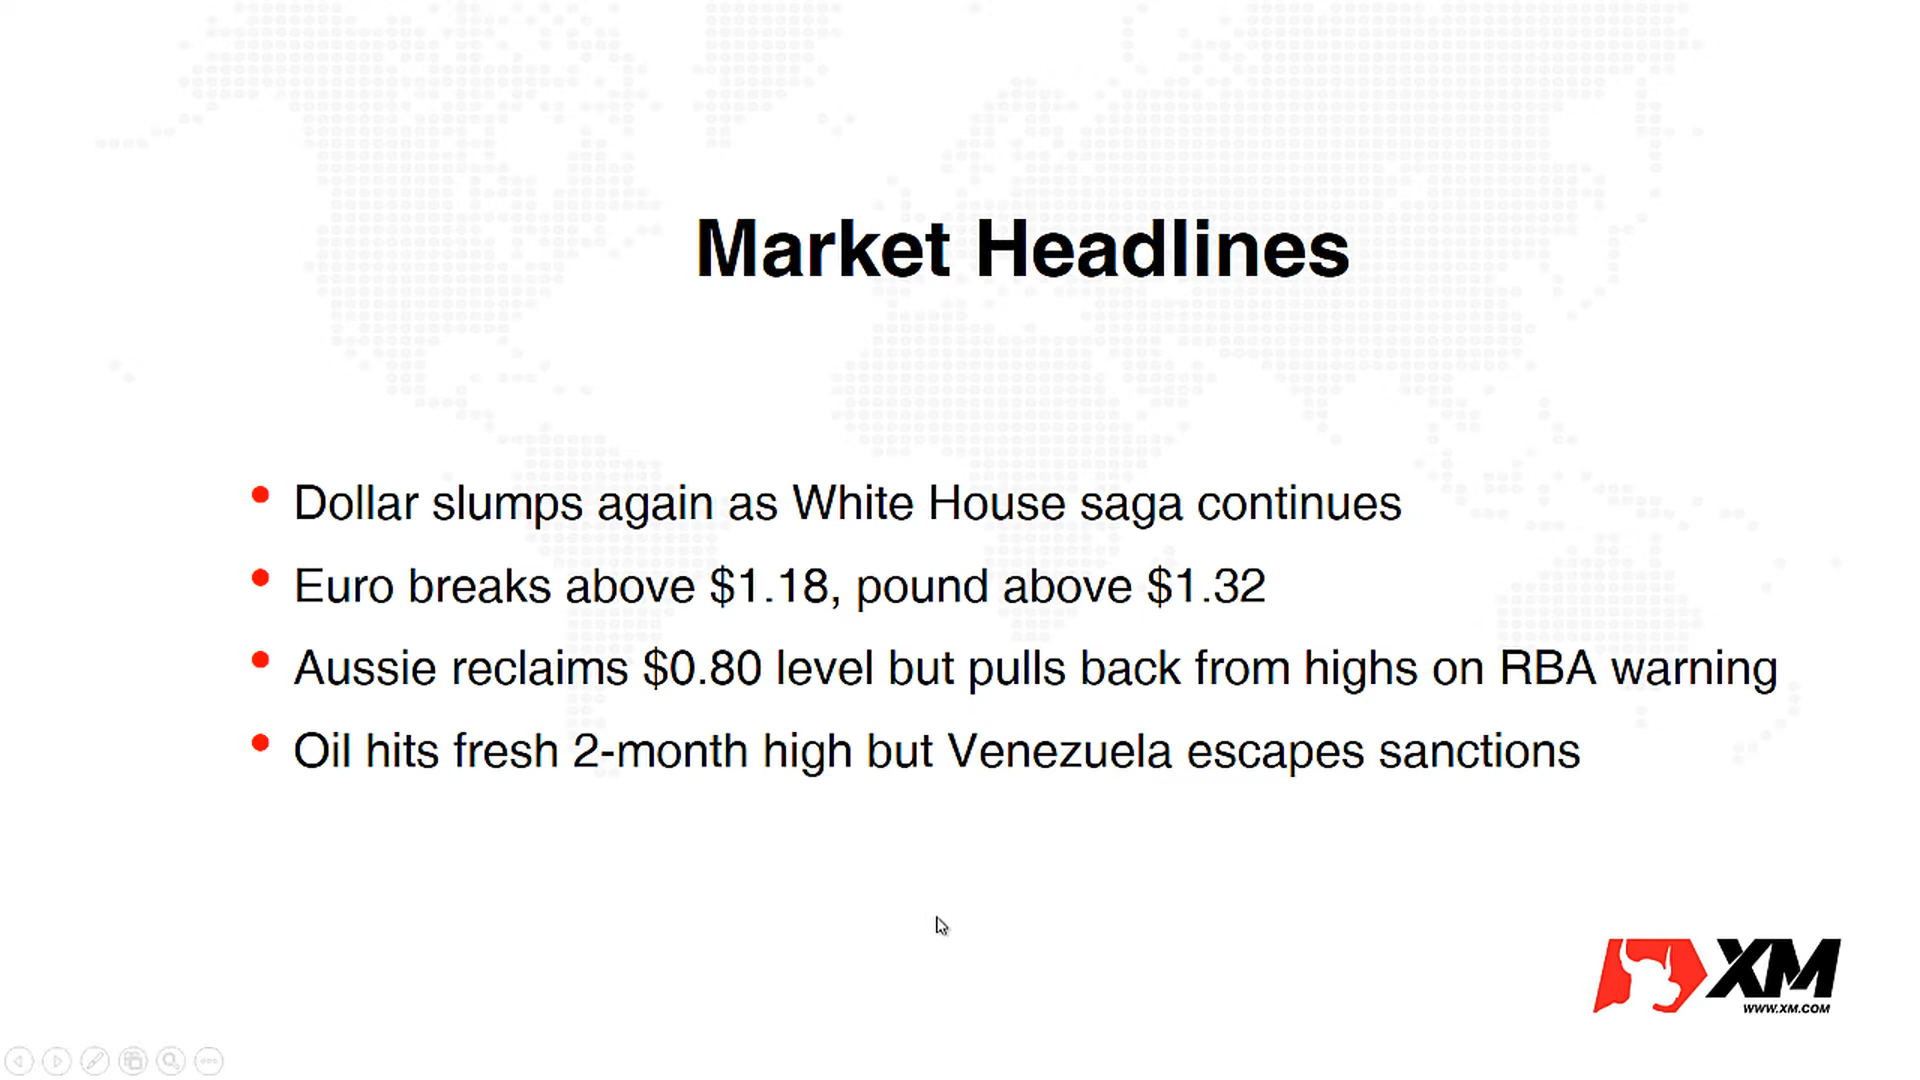 Market Headlines
Dollar slumps again as White House saga continues
Euro breaks above $1.18, pound above $1.32
Aussie reclaims $0.80 level but pulls back from highs on RBA warning
Oil hits fresh 2-month high but Venezuela escapes sanctions
XM
WWW.XM.COM